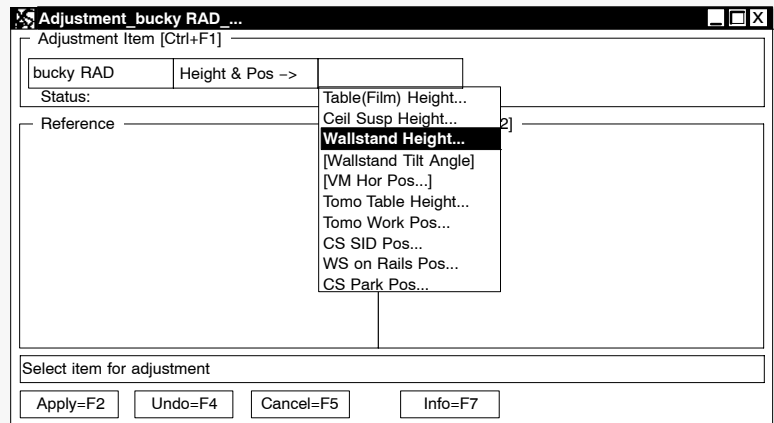 Adjustment_bucky RAD_...
Adjustment Item [Ctrl+F1]
bucky RAD Height & Pos ->
Status:
Table(Film) Height...
Ceil Susp Height...
Reference 2]
Wallstand Height...
[Wallstand Tilt Angle]
[VM Hor Pos...]
Tomo Table Height...
Tomo Work Pos...
CS SID Pos...
WS on Rails Pos...
CS Park Pos...
Select item for adjustment
Apply=F2 Undo=F4 Cancel=F5 Info=F7